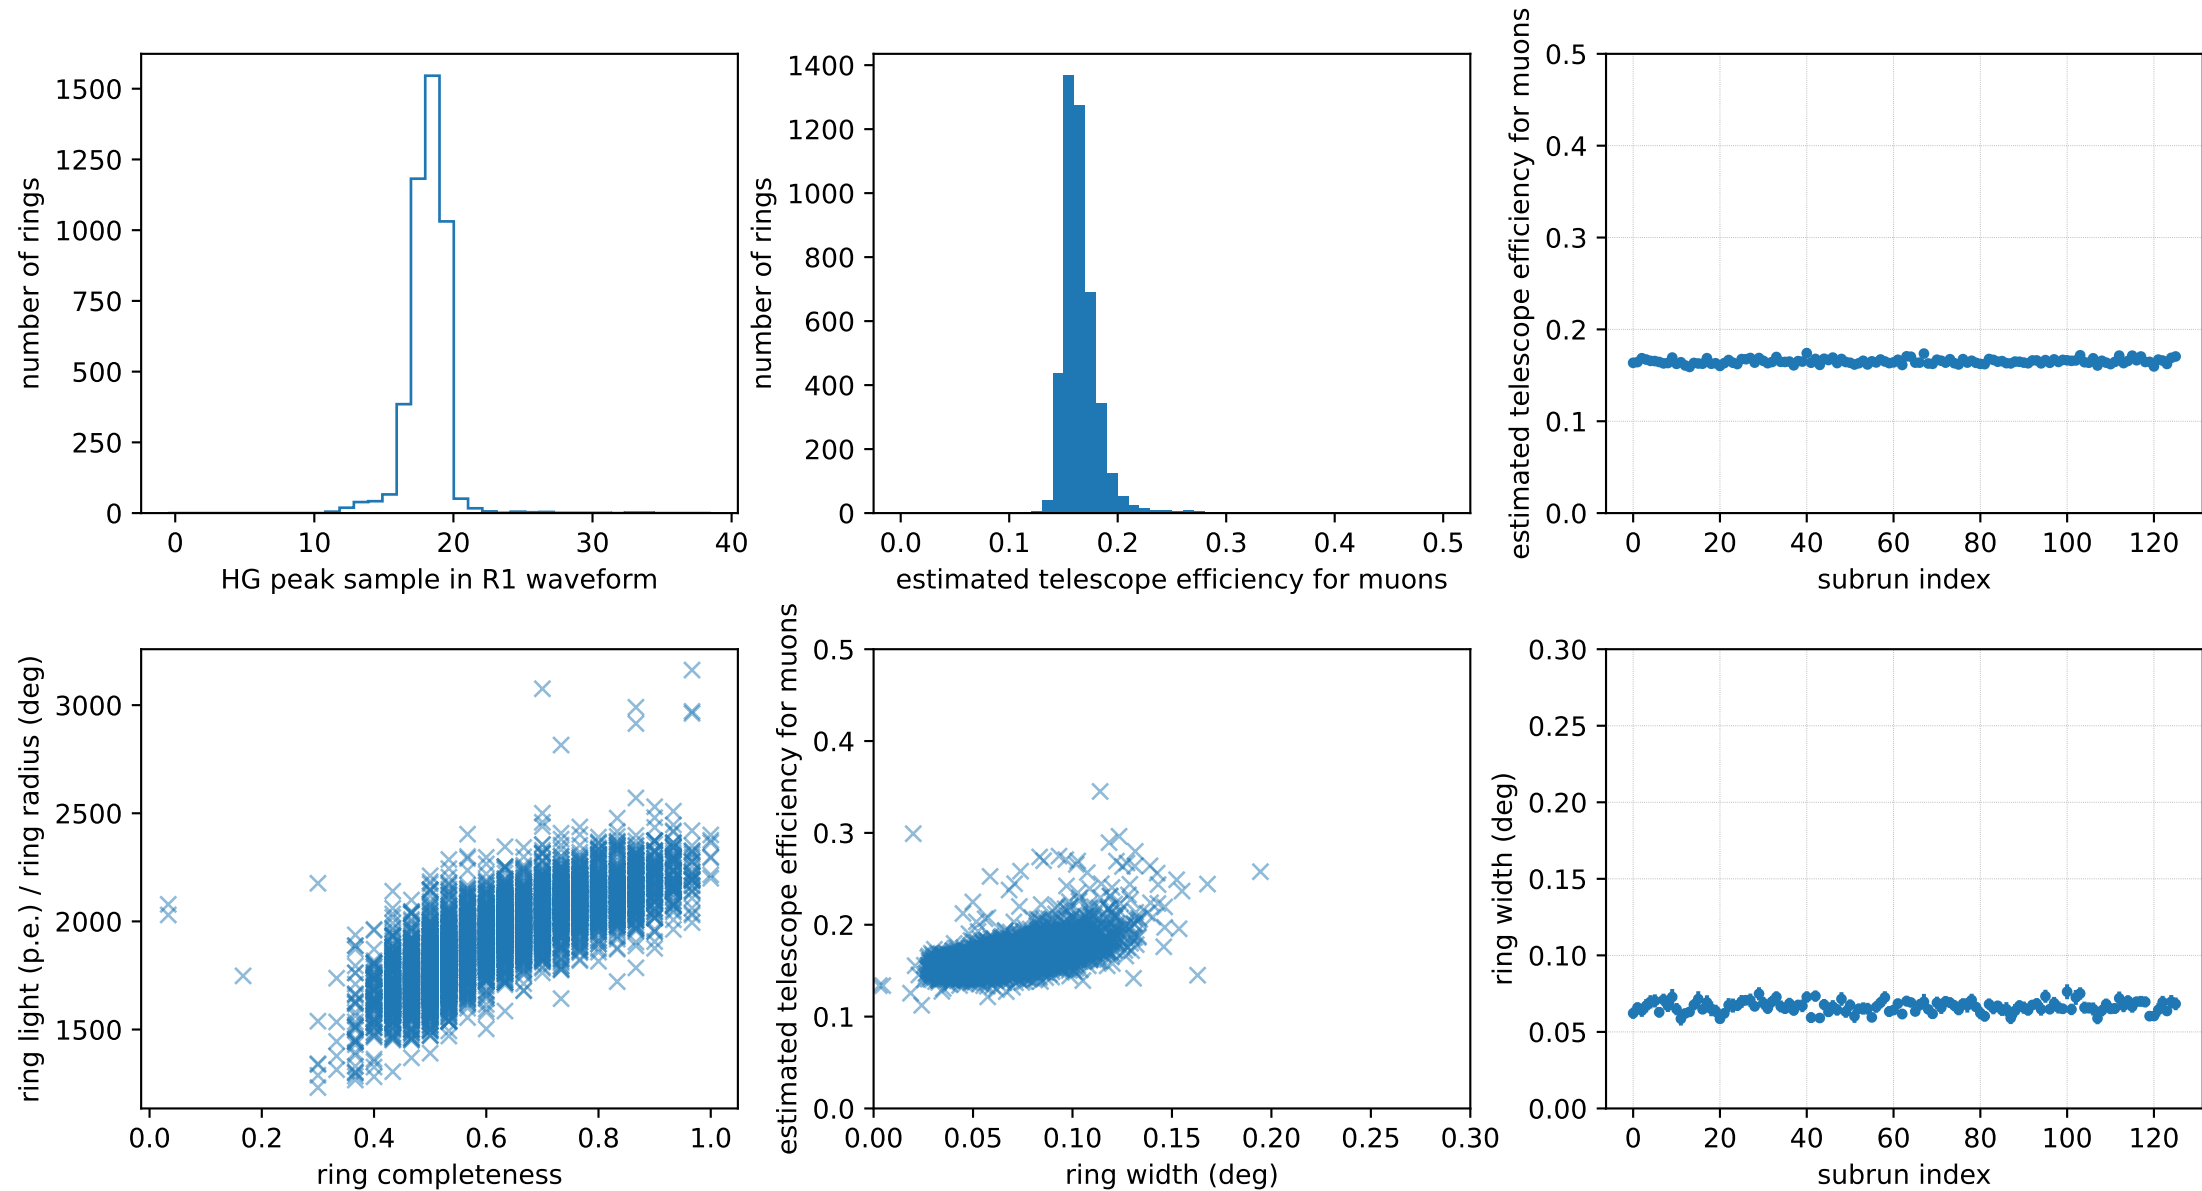 number of rings
1500
1250
1000
750
500
250
0
0 10 20 30 40
HG peak sample in R1 waveform
number of rings
1400
1200
1000
800
600
400
200
0
0.0 0.1 0.2 0.3 0.4 0.5
estimated telescope efficiency for muons
estimated telescope efficiency for muons
0.5
0.4
0.3
0.2
0.1
0.0
0 20 40 60 80 100 120
subrun index
ring light (p.e.) / ring radius (deg)
3000
2500
2000
1500
0.0 0.2 0.4 0.6 0.8 1.0
ring completeness
estimated telescope efficiency for muons
0.5
0.4
0.3
0.2
0.1
0.0
0.00 0.05 0.10 0.15 0.20 0.25 0.30
ring width (deg)
ring width (deg)
0.30
0.25
0.20
0.15
0.10
0.05
0.00
0 20 40 60 80 100 120
subrun index